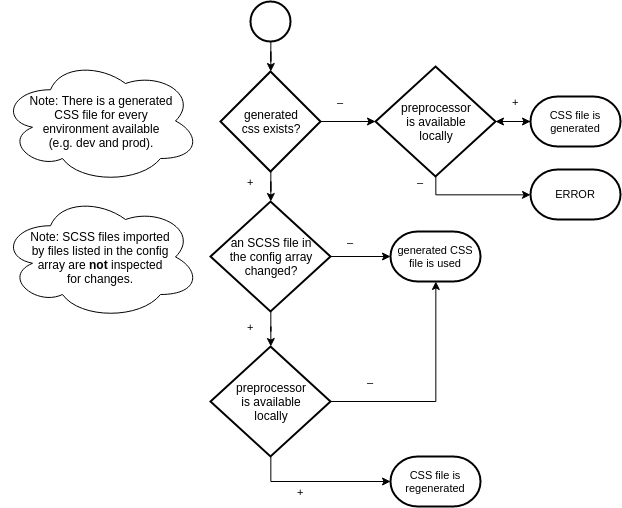 Note: There is a generated
CSS file for every
environment available
(e.g. dev and prod).
generated
css exists?
–
preprocessor
is available
locally
+
CSS file is
generated
–
ERROR
+
Note: SCSS files imported
by files listed in the config
array are not inspected
for changes.
an SCSS file in
the config array
changed?
–
generated CSS
file is used
+
preprocessor
is available
locally
–
+
CSS file is
regenerated